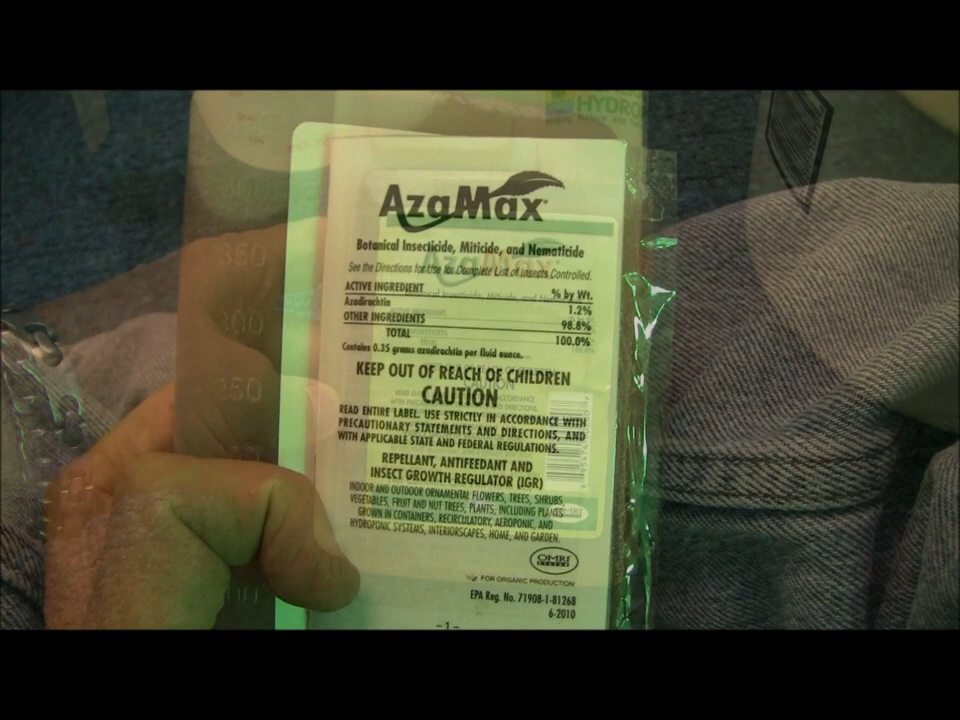 HYDRO
AzaMax
Botanical Insecticide, Miticide, and Nematicide
See the Directions for Use for Complete List of Insects Controlled.
ACTIVE INGREDIENT % by Wt.
Azadirachtin 1.2%
OTHER INGREDIENTS 98.8%
TOTAL 100.0%
Contains 0.35 grams azadirachtin per fluid ounce.
KEEP OUT OF REACH OF CHILDREN
CAUTION
READ ENTIRE LABEL. USE STRICTLY IN ACCORDANCE WITH
PRECAUTIONARY STATEMENTS AND DIRECTIONS, AND
WITH APPLICABLE STATE AND FEDERAL REGULATIONS.
REPELLANT, ANTIFEEDANT AND
INSECT GROWTH REGULATOR (IGR)
INDOOR AND OUTDOOR ORNAMENTAL FLOWERS, TREES, SHRUBS,
VEGETABLES, FRUIT AND NUT TREES, PLANTS, INCLUDING PLANTS
GROWN IN CONTAINERS, RECIRCULATORY, AEROPONIC, AND
HYDROPONIC SYSTEMS, INTERIORSCAPES, HOME, AND GARDEN.
OMRI
FOR ORGANIC PRODUCTION
EPA Reg. No. 71908-1-81268
6-2010
– 1 –